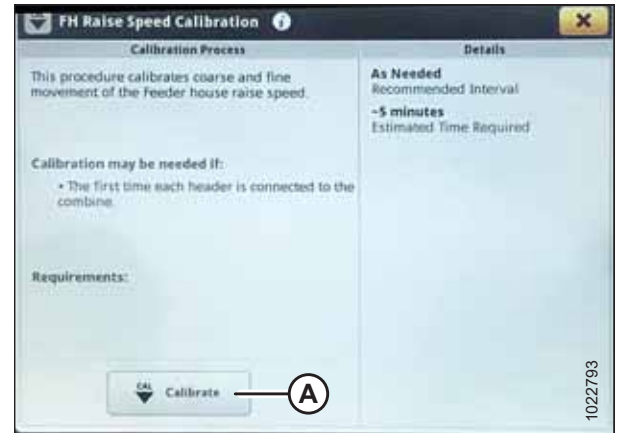 FH Raise Speed Calibration i
Calibration Process
This procedure calibrates coarse and fine
movement of the Feeder house raise speed.
Calibration may be needed if:
• The first time each header is connected to the
combine.
Requirements:
CAL Calibrate
A
Details
As Needed
Recommended Interval
~5 minutes
Estimated Time Required
1022793